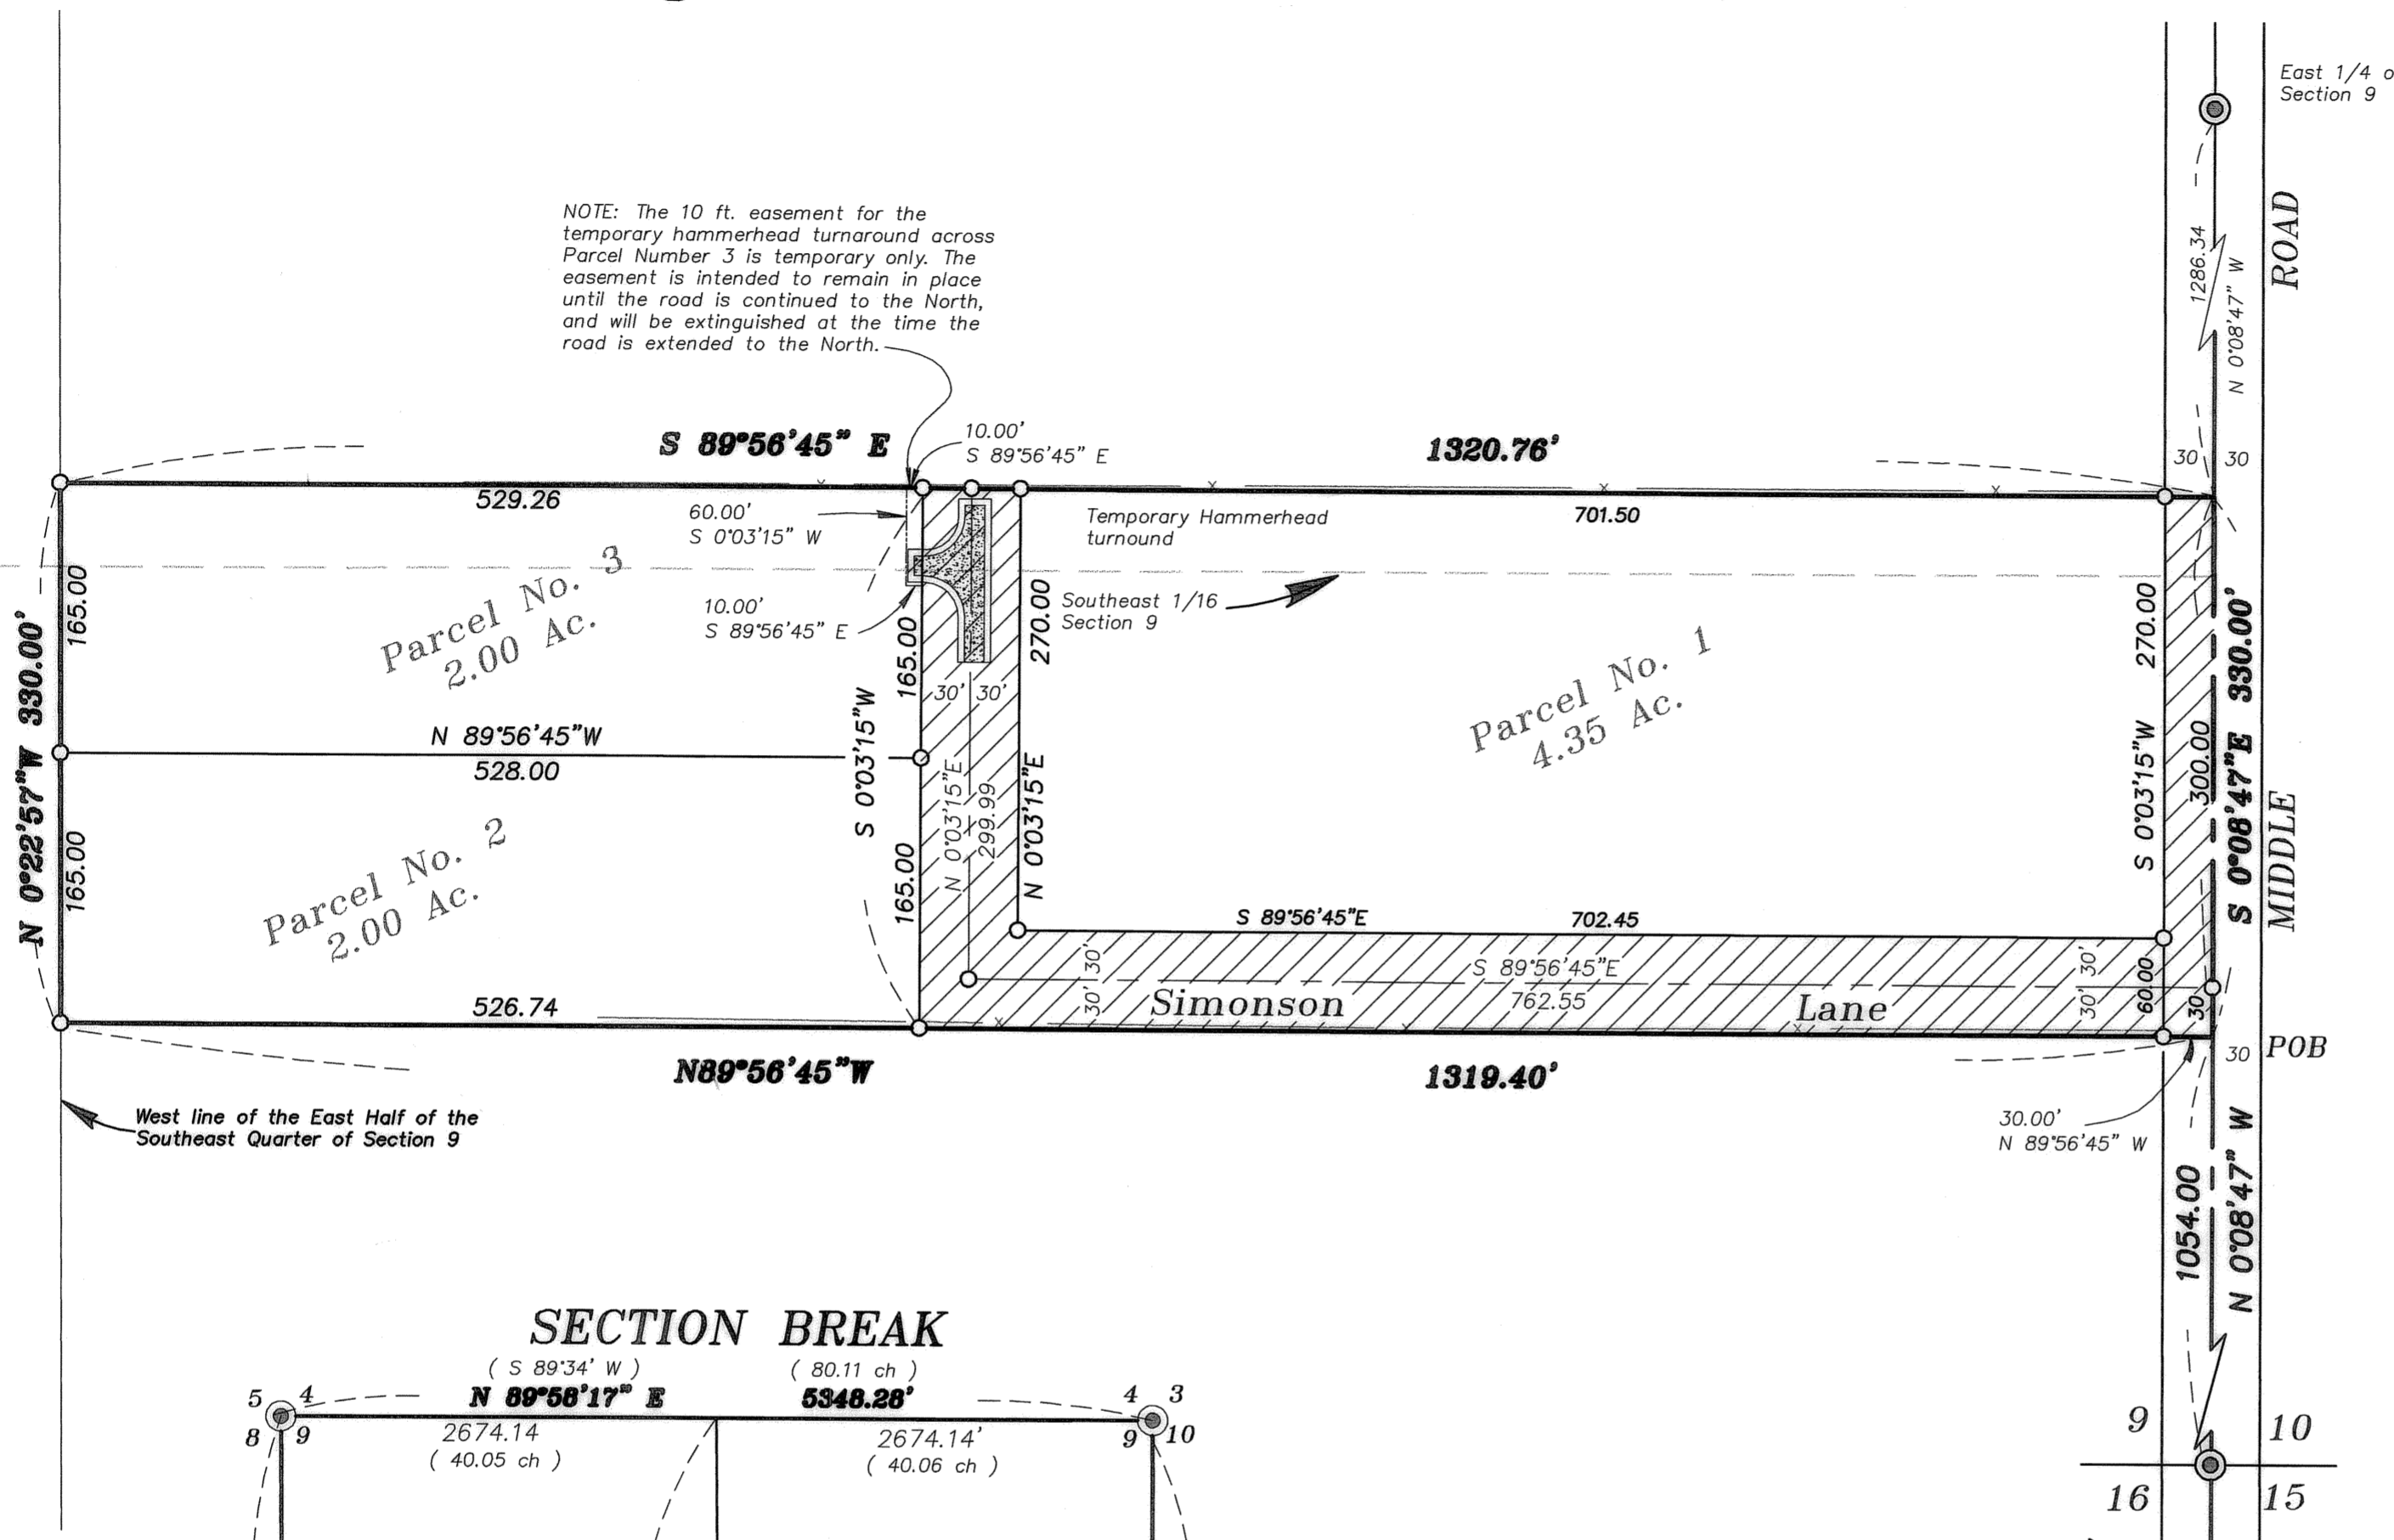 East 1/4 o
Section 9
NOTE: The 10 ft. easement for the
temporary hammerhead turnaround across
Parcel Number 3 is temporary only. The
easement is intended to remain in place
until the road is continued to the North,
and will be extinguished at the time the
road is extended to the North.
ROAD
1286.34
N 0°08'47" W
S 89°56'45" E
10.00'
S 89°56'45" E
1320.76'
30
30
529.26
60.00'
S 0°03'15" W
Temporary Hammerhead
turnound
701.50
Parcel No. 3
2.00 Ac.
165.00
10.00'
S 89°56'45" E
165.00
270.00
Southeast 1/16
Section 9
270.00
N 0°22'57"W 330.00'
30'
30'
Parcel No. 1
4.35 Ac.
S 0°08'47"E 330.00'
N 89°56'45"W
528.00
S 0°03'15"W
N 0°03'15"E
299.99
N 0°03'15"E
S 0°03'15"W
300.00
MIDDLE
Parcel No. 2
2.00 Ac.
165.00
165.00
S 89°56'45"E
702.45
30'
30'
S 89°56'45"E
762.55
Simonson Lane
30'
30'
60.00
30
526.74
N89°56'45"W
1319.40'
30
POB
West line of the East Half of the
Southeast Quarter of Section 9
30.00'
N 89°56'45" W
1054.00
N 0°08'47" W
SECTION BREAK
( S 89°34' W )
( 80.11 ch )
5 4
N 89°58'17" E
5348.28'
4 3
8 9
2674.14
( 40.05 ch )
2674.14'
( 40.06 ch )
9 10
9 10
16 15